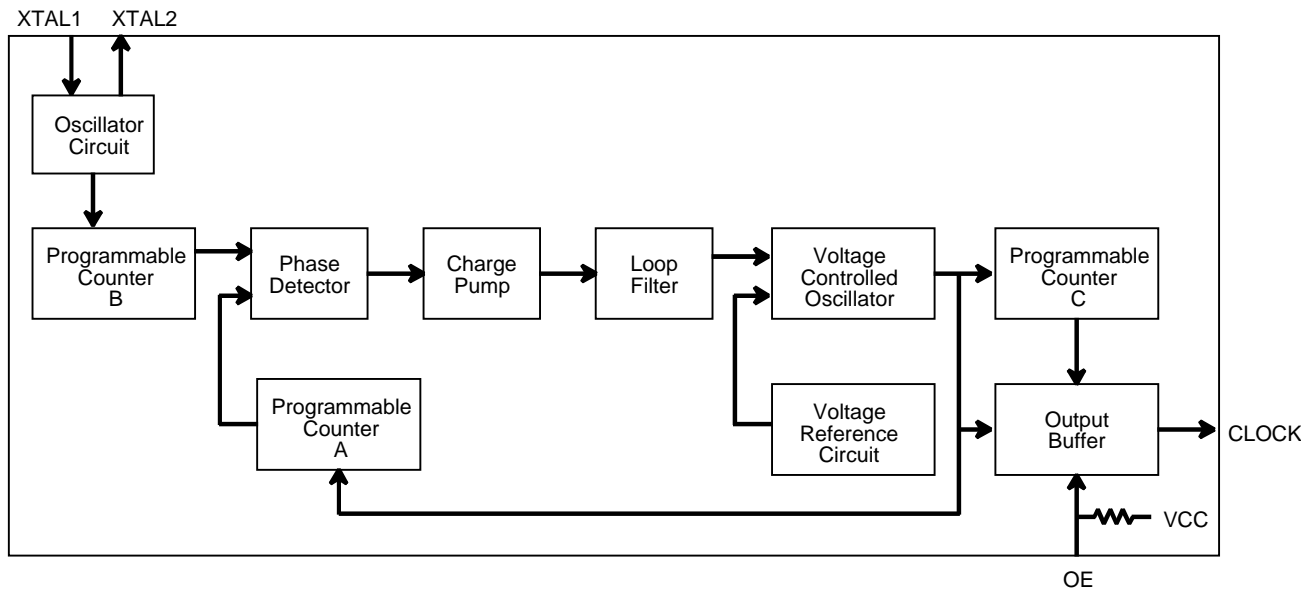 XTAL1 XTAL2
Oscillator
Circuit
Programmable
Counter
B
Phase
Detector
Charge
Pump
Loop
Filter
Voltage
Controlled
Oscillator
Programmable
Counter
C
Programmable
Counter
A
Voltage
Reference
Circuit
Output
Buffer
CLOCK
VCC
OE